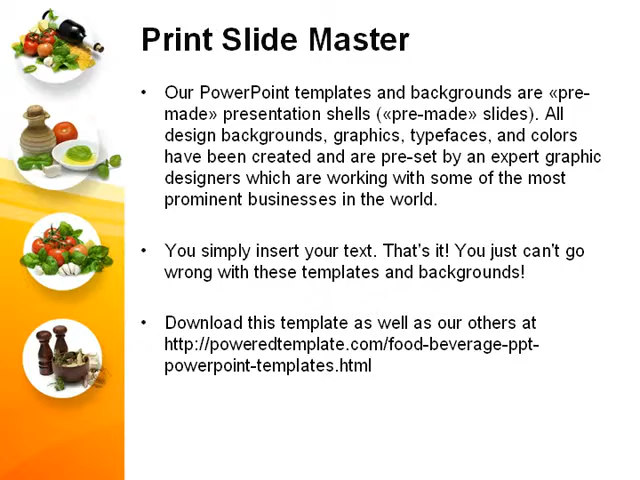 Print Slide Master
• Our PowerPoint templates and backgrounds are «pre-
made» presentation shells («pre-made» slides). All
design backgrounds, graphics, typefaces, and colors
have been created and are pre-set by an expert graphic
designers which are working with some of the most
prominent businesses in the world.
• You simply insert your text. That's it! You just can't go
wrong with these templates and backgrounds!
• Download this template as well as our others at
http://poweredtemplate.com/food-beverage-ppt-
powerpoint-templates.html